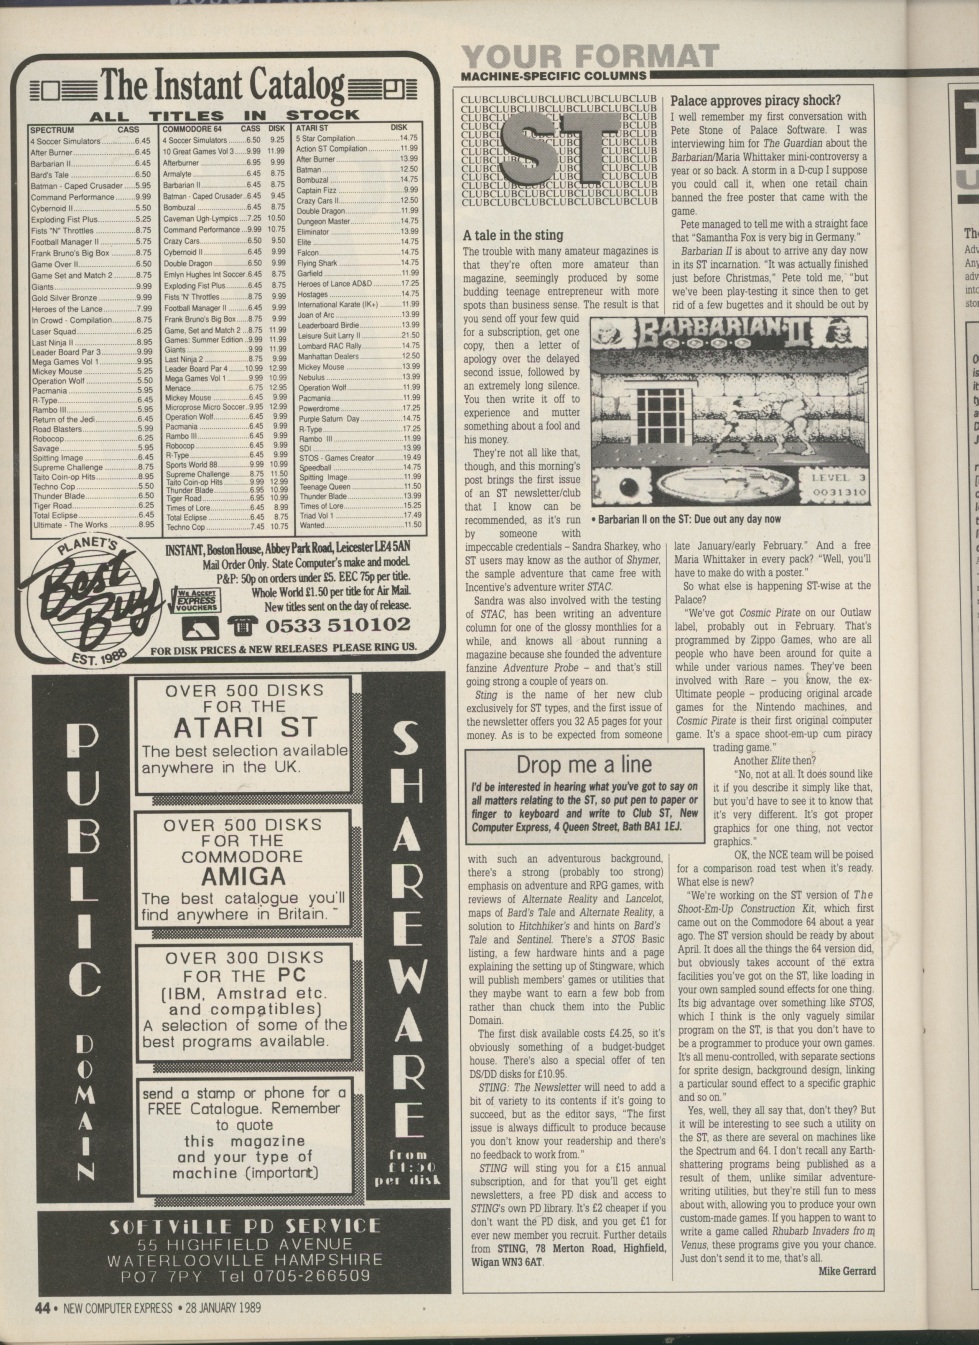 The Instant Catalog
ALL TITLES IN STOCK
SPECTRUM CASS
4 Soccer Simulators 6.45
After Burner 6.45
Barbarian II 6.45
Bard's Tale 6.50
Batman - Caped Crusader 5.95
Command Performance 9.99
Cybernoid II 5.50
Exploding Fist Plus 5.25
Fists "N" Throttles 8.75
Football Manager II 5.75
Frank Bruno's Big Box 8.75
Game Over II 6.50
Game Set and Match 2 8.75
Giants 9.99
Gold Silver Bronze 9.99
Heroes of the Lance 7.99
In Crowd - Compilation 8.75
Laser Squad 6.25
Last Ninja II 8.95
Leader Board Par 3 9.99
Mega Games Vol 1 9.95
Mickey Mouse 5.25
Operation Wolf 5.50
Pacmania 5.95
R-Type 6.45
Rambo III 5.95
Return of the Jedi 6.45
Road Blasters 5.99
Robocop 6.25
Savage 5.95
Spitting Image 6.45
Supreme Challenge 8.75
Taito Coin-op Hits 8.95
Techno Cop 5.50
Thunder Blade 6.50
Tiger Road 6.25
Total Eclipse 6.45
Ultimate - The Works 8.95
COMMODORE 64 CASS DISK
4 Soccer Simulators 6.50 9.25
10 Great Games Vol 3 9.99 11.99
Afterburner 6.95 9.99
Armalyte 6.45 8.75
Barbarian II 6.45 8.75
Batman - Caped Crusader 6.45 9.45
Bombuzal 6.45 8.75
Caveman Ugh-Lympics 7.25 10.50
Command Performance 9.99 10.75
Crazy Cars 6.50 9.50
Cybernoid II 6.45 9.99
Double Dragon 6.50 9.99
Emlyn Hughes Int Soccer 6.45 8.75
Exploding Fist Plus 6.45 8.75
Fists 'N' Throttles 8.75 9.99
Football Manager II 6.45 9.99
Frank Bruno's Big Box 8.75 9.99
Game, Set and Match 2 8.75 11.99
Games: Summer Edition 9.99 11.99
Giants 9.99 11.99
Last Ninja 2 8.75 9.99
Leader Board Par 4 10.99 12.99
Mega Games Vol 1 9.99 10.99
Menace 6.75 12.95
Mickey Mouse 6.45 9.99
Microprose Micro Soccer 9.95 12.99
Operation Wolf 6.45 9.99
Pacmania 6.45 9.99
Rambo III 6.45 9.99
Robocop 6.45 9.99
R-Type 6.45 9.99
Sports World 88 9.99 10.99
Supreme Challenge 8.75 11.50
Taito Coin-op Hits 9.99 12.99
Thunder Blade 6.95 10.99
Tiger Road 6.95 10.99
Times of Lore 6.45 8.99
Total Eclipse 6.45 8.75
Techno Cop 7.45 10.75
ATARI ST DISK
5 Star Compilation 14.75
Action ST Compilation 11.99
After Burner 13.99
Batman 12.50
Bombuzal 14.75
Captain Fizz 9.99
Crazy Cars II 12.50
Double Dragon 11.99
Dungeon Master 14.75
Eliminator 13.99
Elite 14.75
Falcon 14.75
Flying Shark 14.75
Garfield 11.99
Heroes of Lance AD&D 17.25
Hostages 14.75
International Karate (IK+) 11.99
Joan of Arc 13.99
Leaderboard Birdie 13.99
Leisure Suit Larry II 21.50
Lombard RAC Rally 14.75
Manhattan Dealers 12.50
Mickey Mouse 13.99
Nebulus 13.99
Operation Wolf 11.99
Pacmania 11.99
Powerdrome 17.25
Purple Saturn Day 14.75
R-Type 17.25
Rambo III 11.99
SDI 13.99
STOS - Games Creator 19.49
Speedball 14.75
Spitting Image 11.99
Teenage Queen 11.50
Thunder Blade 13.99
Times of Lore 15.25
Triad Vol 1 17.49
Wanted 11.50
PLANET'S
Best Buy
EST. 1988
INSTANT, Boston House, Abbey Park Road, Leicester LE4 5AN
Mail Order Only. State Computer's make and model.
P&P: 50p on orders under £5. EEC 75p per title.
Whole World £1.50 per title for Air Mail.
WE ACCEPT EXPRESS VOUCHERS
New titles sent on the day of release.
0533 510102
FOR DISK PRICES & NEW RELEASES PLEASE RING US.
PUBLIC DOMAIN
OVER 500 DISKS
FOR THE
ATARI ST
The best selection available
anywhere in the UK.
OVER 500 DISKS
FOR THE
COMMODORE
AMIGA
The best catalogue you'll
find anywhere in Britain.
OVER 300 DISKS
FOR THE PC
(IBM, Amstrad etc.
and compatibles)
A selection of some of the
best programs available.
send a stamp or phone for a
FREE Catalogue. Remember
to quote
this magazine
and your type of
machine (important)
SHAREWARE
from
£1:50
per disk
SOFTViLLE PD SERVICE
55 HIGHFIELD AVENUE
WATERLOOVILLE HAMPSHIRE
PO7 7PY Tel 0705-266509
YOUR FORMAT
MACHINE-SPECIFIC COLUMNS
CLUBCLUBCLUBCLUBCLUBCLUBCLUBCLUB
ST
A tale in the sting
The trouble with many amateur magazines is
that they're often more amateur than
magazine, seemingly produced by some
budding teenage entrepreneur with more
spots than business sense. The result is that
you send off your few quid
for a subscription, get one
copy, then a letter of
apology over the delayed
second issue, followed by
an extremely long silence.
You then write it off to
experience and mutter
something about a fool and
his money.
They're not all like that,
though, and this morning's
post brings the first issue
of an ST newsletter/club
that I know can be
recommended, as it's run
by someone with
impeccable credentials – Sandra Sharkey, who
ST users may know as the author of Shymer,
the sample adventure that came free with
Incentive's adventure writer STAC.
Sandra was also involved with the testing
of STAC, has been writing an adventure
column for one of the glossy monthlies for a
while, and knows all about running a
magazine because she founded the adventure
fanzine Adventure Probe – and that's still
going strong a couple of years on.
Sting is the name of her new club
exclusively for ST types, and the first issue of
the newsletter offers you 32 A5 pages for your
money. As is to be expected from someone
Drop me a line
I'd be interested in hearing what you've got to say on
all matters relating to the ST, so put pen to paper or
finger to keyboard and write to Club ST, New
Computer Express, 4 Queen Street, Bath BA1 1EJ.
with such an adventurous background,
there's a strong (probably too strong)
emphasis on adventure and RPG games, with
reviews of Alternate Reality and Lancelot,
maps of Bard's Tale and Alternate Reality, a
solution to Hitchhiker's and hints on Bard's
Tale and Sentinel. There's a STOS Basic
listing, a few hardware hints and a page
explaining the setting up of Stingware, which
will publish members' games or utilities that
they maybe want to earn a few bob from
rather than chuck them into the Public
Domain.
The first disk available costs £4.25, so it's
obviously something of a budget-budget
house. There's also a special offer of ten
DS/DD disks for £10.95.
STING: The Newsletter will need to add a
bit of variety to its contents if it's going to
succeed, but as the editor says, "The first
issue is always difficult to produce because
you don't know your readership and there's
no feedback to work from."
STING will sting you for a £15 annual
subscription, and for that you'll get eight
newsletters, a free PD disk and access to
STING's own PD library. It's £2 cheaper if you
don't want the PD disk, and you get £1 for
ever new member you recruit. Further details
from STING, 78 Merton Road, Highfield,
Wigan WN3 6AT.
Palace approves piracy shock?
I well remember my first conversation with
Pete Stone of Palace Software. I was
interviewing him for The Guardian about the
Barbarian/Maria Whittaker mini-controversy a
year or so back. A storm in a D-cup I suppose
you could call it, when one retail chain
banned the free poster that came with the
game.
Pete managed to tell me with a straight face
that "Samantha Fox is very big in Germany."
Barbarian II is about to arrive any day now
in its ST incarnation. "It was actually finished
just before Christmas," Pete told me, "but
we've been play-testing it since then to get
rid of a few bugettes and it should be out by
BARBARIAN II
LEVEL 3
0031310
• Barbarian II on the ST: Due out any day now
late January/early February." And a free
Maria Whittaker in every pack? "Well, you'll
have to make do with a poster."
So what else is happening ST-wise at the
Palace?
"We've got Cosmic Pirate on our Outlaw
label, probably out in February. That's
programmed by Zippo Games, who are all
people who have been around for quite a
while under various names. They've been
involved with Rare – you know, the ex-
Ultimate people – producing original arcade
games for the Nintendo machines, and
Cosmic Pirate is their first original computer
game. It's a space shoot-em-up cum piracy
trading game."
Another Elite then?
"No, not at all. It does sound like
it if you describe it simply like that,
but you'd have to see it to know that
it's very different. It's got proper
graphics for one thing, not vector
graphics."
OK, the NCE team will be poised
for a comparison road test when it's ready.
What else is new?
"We're working on the ST version of The
Shoot-Em-Up Construction Kit, which first
came out on the Commodore 64 about a year
ago. The ST version should be ready by about
April. It does all the things the 64 version did,
but obviously takes account of the extra
facilities you've got on the ST, like loading in
your own sampled sound effects for one thing.
Its big advantage over something like STOS,
which I think is the only vaguely similar
program on the ST, is that you don't have to
be a programmer to produce your own games.
It's all menu-controlled, with separate sections
for sprite design, background design, linking
a particular sound effect to a specific graphic
and so on."
Yes, well, they all say that, don't they? But
it will be interesting to see such a utility on
the ST, as there are several on machines like
the Spectrum and 64. I don't recall any Earth-
shattering programs being published as a
result of them, unlike similar adventure-
writing utilities, but they're still fun to mess
about with, allowing you to produce your own
custom-made games. If you happen to want to
write a game called Rhubarb Invaders from
Venus, these programs give you your chance.
Just don't send it to me, that's all.
Mike Gerrard
44 • NEW COMPUTER EXPRESS • 28 JANUARY 1989